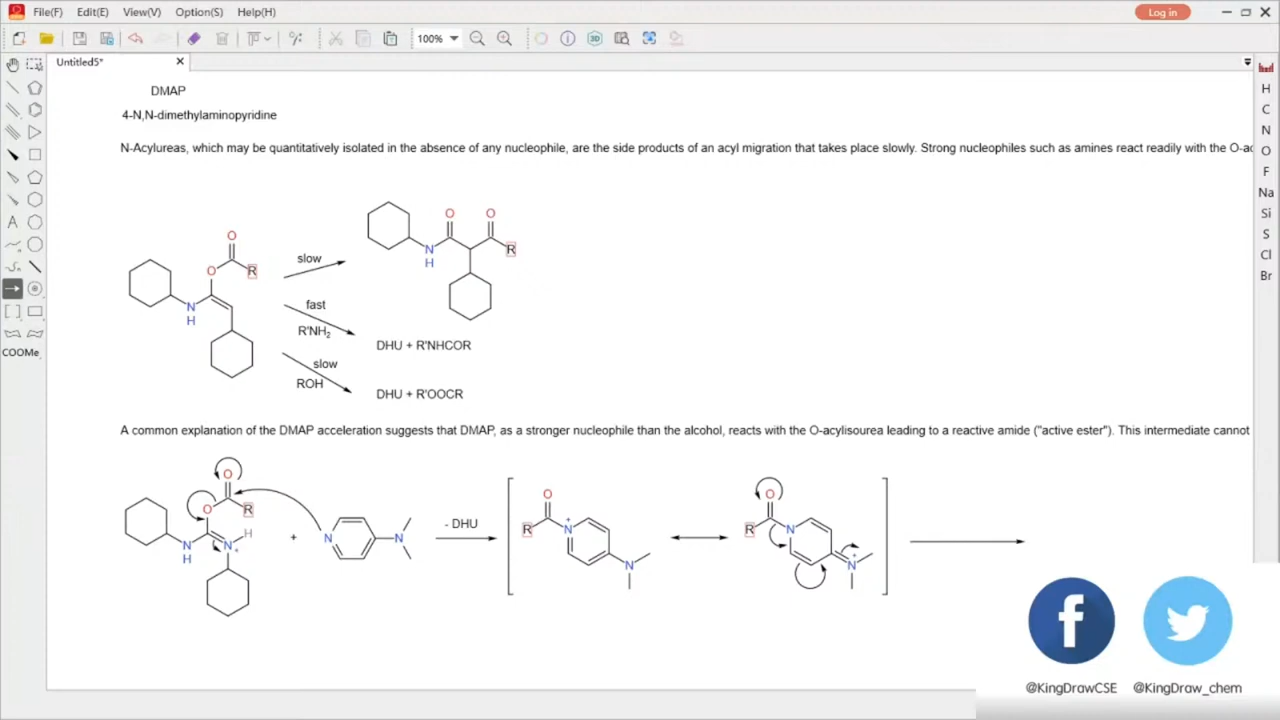 File(F) Edit(E) View(V) Option(S) Help(H) Log in
100%
Untitled5*
DMAP
4-N,N-dimethylaminopyridine
N-Acylureas, which may be quantitatively isolated in the absence of any nucleophile, are the side products of an acyl migration that takes place slowly. Strong nucleophiles such as amines react readily with the O-ac
H
C
N
O
F
Na
Si
S
Cl
Br
A
COOMe
3D
O
O
R
N
H
slow
fast
R'NH2
slow
ROH
O
O
N
H
R
DHU + R'NHCOR
DHU + R'OOCR
A common explanation of the DMAP acceleration suggests that DMAP, as a stronger nucleophile than the alcohol, reacts with the O-acylisourea leading to a reactive amide ("active ester"). This intermediate cannot
O
O
R
H
N
H
N
+
+
N
N
- DHU
O
R
N
+
N
O
R
N
N
+
@KingDrawCSE @KingDraw_chem